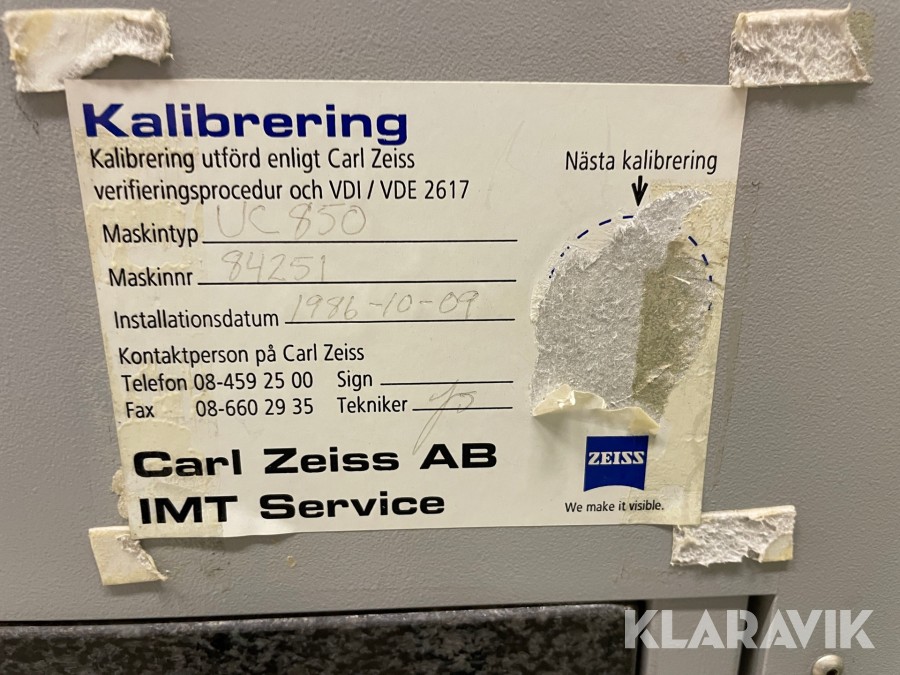 Kalibrering
Kalibrering utförd enligt Carl Zeiss
verifieringsprocedur och VDI / VDE 2617
Nästa kalibrering
Maskintyp UC 850
Maskinnr 84251
Installationsdatum 1986-10-09
Kontaktperson på Carl Zeiss
Telefon 08-459 25 00 Sign
Fax 08-660 29 35 Tekniker
Carl Zeiss AB
IMT Service
ZEISS
We make it visible.
KLARAVIK